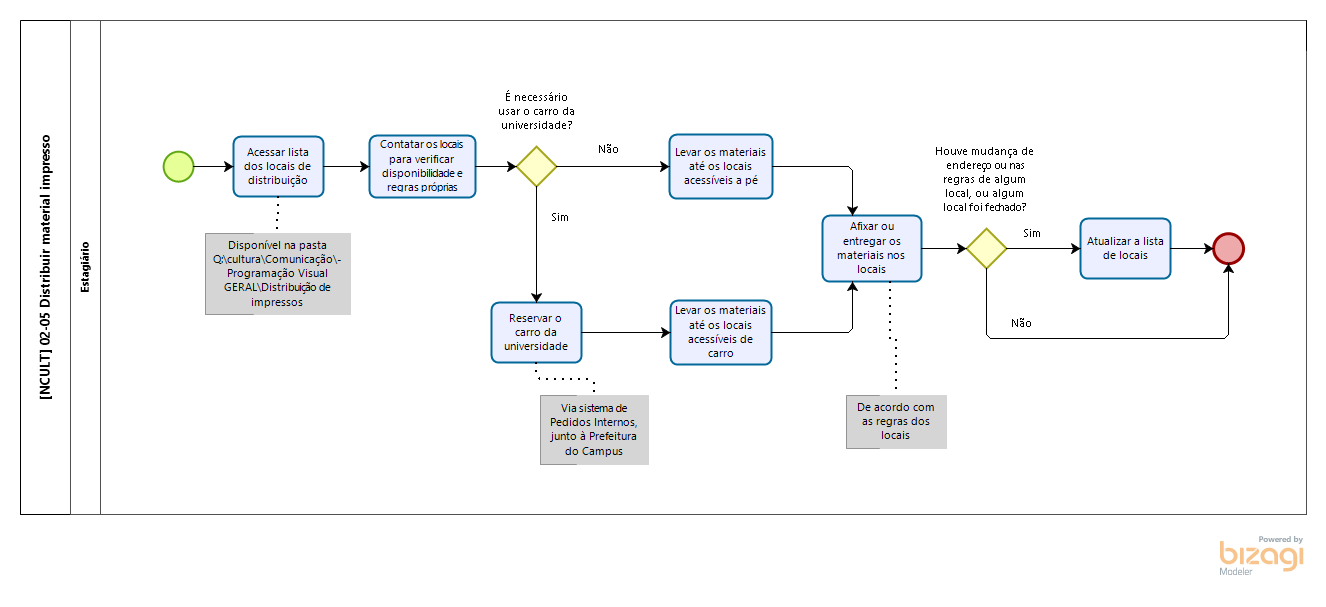 [NCULT] 02-05 Distribuir material impresso
Estagiário
Acessar lista
dos locais de
distribuição
Disponível na pasta
Q:\cultura\Comunicação\-
Programação Visual
GERAL\Distribuição de
impressos
Contatar os locais
para verificar
disponibilidade e
regras próprias
É necessário
usar o carro da
universidade?
Não
Sim
Levar os materiais
até os locais
acessíveis a pé
Reservar o
carro da
universidade
Via sistema de
Pedidos Internos,
junto à Prefeitura
do Campus
Levar os materiais
até os locais
acessíveis de
carro
Afixar ou
entregar os
materiais nos
locais
De acordo com
as regras dos
locais
Houve mudança de
endereço ou nas
regras de algum
local, ou algum
local foi fechado?
Sim
Não
Atualizar a lista
de locais
Powered by
bizagi
Modeler